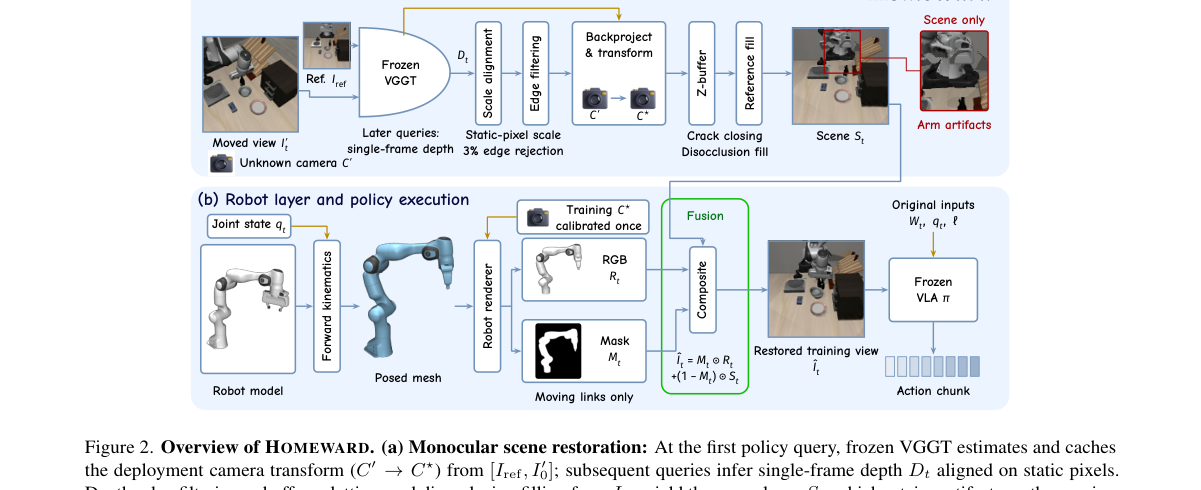 Scene only
Scale alignment
Edge filtering
Backproject
& transform
Z-buffer
Reference fill
Frozen
VGGT
D_t
Ref. I_ref
C′
C⋆
Arm artifacts
Moved view I′_t
Later queries:
single-frame depth
Static-pixel scale
3% edge rejection
Crack closing
Disocclusion fill
Scene S_t
Unknown camera C′
(b) Robot layer and policy execution
Joint state q_t
Training C⋆
calibrated once
Fusion
Original inputs
W_t, q_t, ℓ
Forward kinematics
Robot renderer
RGB
R_t
Composite
Frozen
VLA π
Mask
M_t
Î_t = M_t ⊙ R_t
+(1 − M_t) ⊙ S_t
Restored training view
Î_t
Robot model
Posed mesh
Moving links only
Action chunk
Figure 2. Overview of HOMEWARD. (a) Monocular scene restoration: At the first policy query, frozen VGGT estimates and caches
the deployment camera transform (C′ → C⋆) from [I_ref, I′_0]; subsequent queries infer single-frame depth D_t aligned on static pixels.